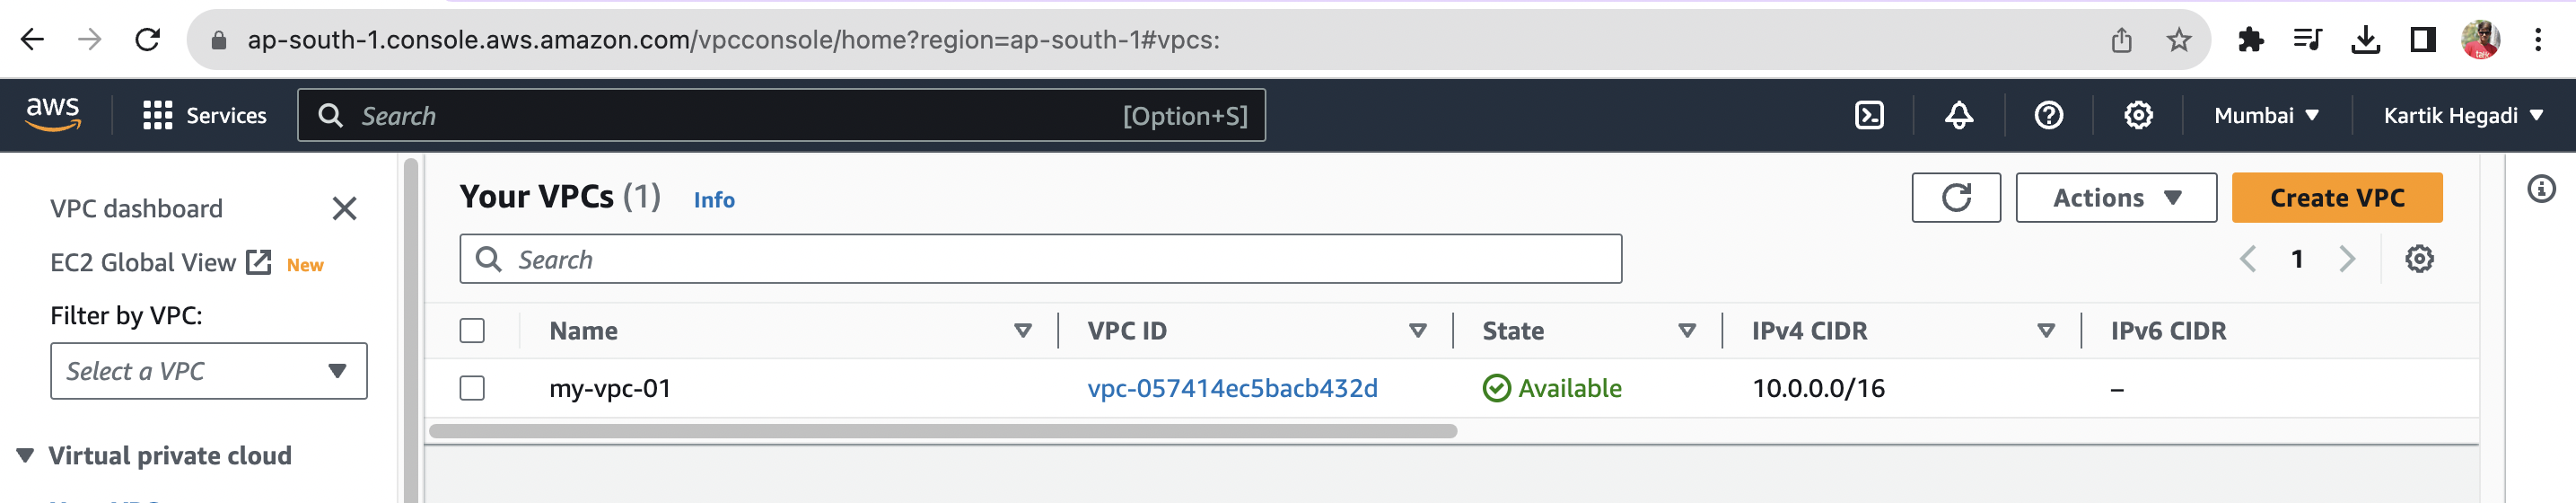 ap-south-1.console.aws.amazon.com/vpcconsole/home?region=ap-south-1#vpcs:
aws
Services
Search
[Option+S]
Mumbai
Kartik Hegadi
VPC dashboard
EC2 Global View New
Filter by VPC:
Select a VPC
Virtual private cloud
Your VPCs (1) Info
Actions
Create VPC
Search
1
Name VPC ID State IPv4 CIDR IPv6 CIDR
my-vpc-01 vpc-057414ec5bacb432d Available 10.0.0.0/16 –